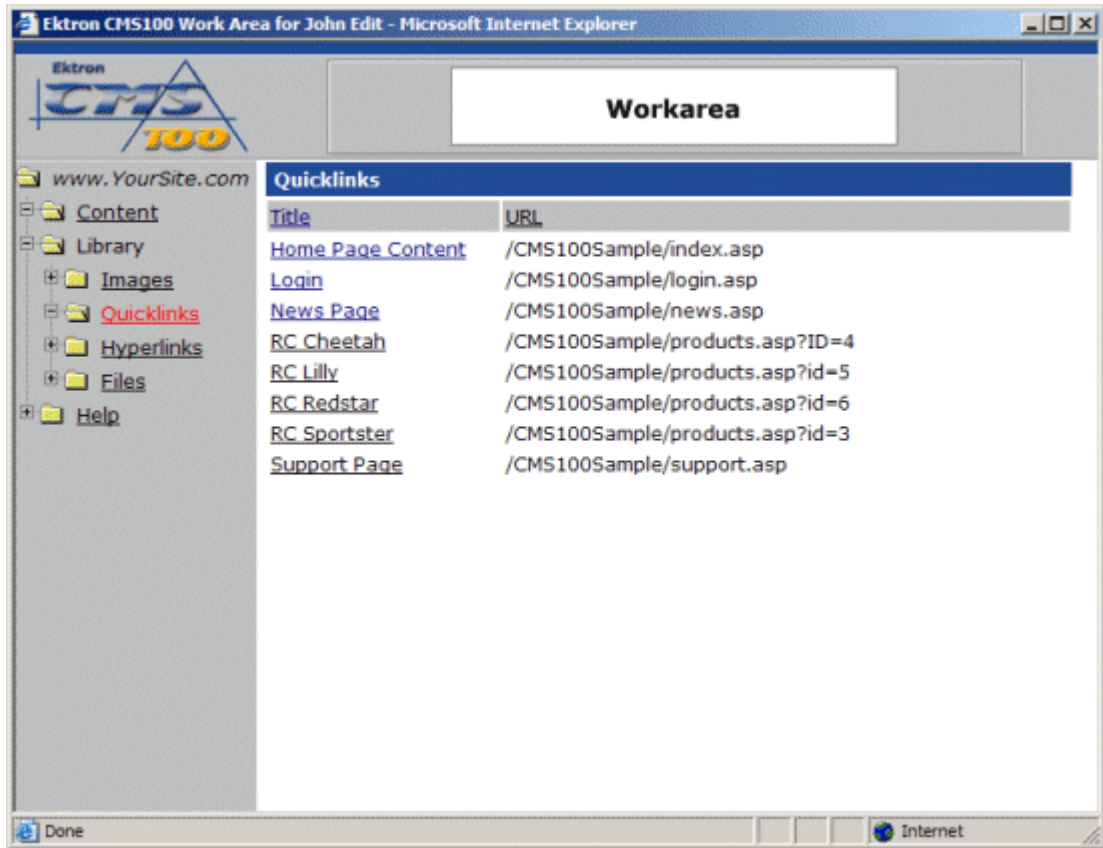 Ektron CMS100 Work Area for John Edit - Microsoft Internet Explorer
Ektron
CMS
100
Workarea
www.YourSite.com
Content
Library
Images
Quicklinks
Hyperlinks
Files
Help
Quicklinks
Title URL
Home Page Content /CMS100Sample/index.asp
Login /CMS100Sample/login.asp
News Page /CMS100Sample/news.asp
RC Cheetah /CMS100Sample/products.asp?ID=4
RC Lilly /CMS100Sample/products.asp?id=5
RC Redstar /CMS100Sample/products.asp?id=6
RC Sportster /CMS100Sample/products.asp?id=3
Support Page /CMS100Sample/support.asp
Done Internet